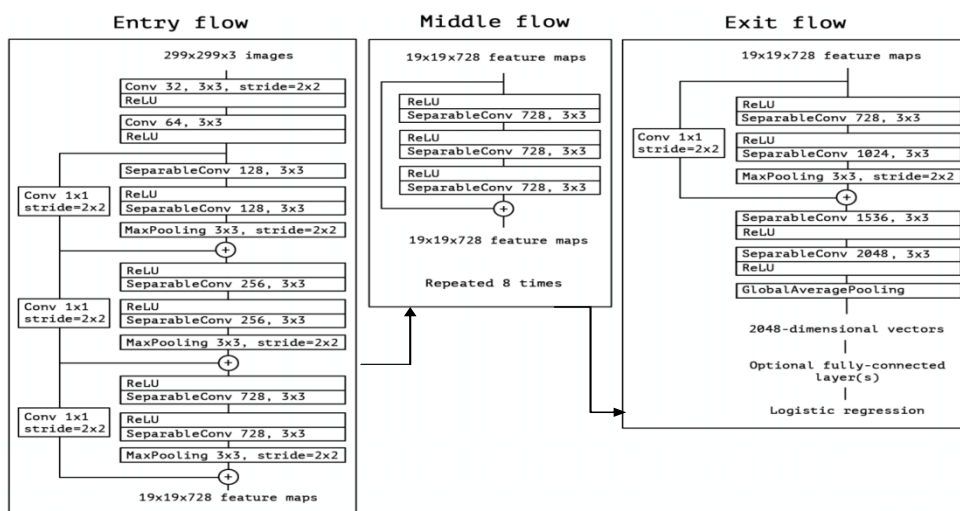 Entry flow
299x299x3 images
Conv 32, 3x3, stride=2x2
ReLU
Conv 64, 3x3
ReLU
SeparableConv 128, 3x3
Conv 1x1
stride=2x2
ReLU
SeparableConv 128, 3x3
MaxPooling 3x3, stride=2x2
+
ReLU
SeparableConv 256, 3x3
Conv 1x1
stride=2x2
ReLU
SeparableConv 256, 3x3
MaxPooling 3x3, stride=2x2
+
ReLU
SeparableConv 728, 3x3
Conv 1x1
stride=2x2
ReLU
SeparableConv 728, 3x3
MaxPooling 3x3, stride=2x2
+
19x19x728 feature maps
Middle flow
19x19x728 feature maps
ReLU
SeparableConv 728, 3x3
ReLU
SeparableConv 728, 3x3
ReLU
SeparableConv 728, 3x3
+
19x19x728 feature maps
Repeated 8 times
Exit flow
19x19x728 feature maps
ReLU
SeparableConv 728, 3x3
Conv 1x1
stride=2x2
ReLU
SeparableConv 1024, 3x3
MaxPooling 3x3, stride=2x2
+
SeparableConv 1536, 3x3
ReLU
SeparableConv 2048, 3x3
ReLU
GlobalAveragePooling
2048-dimensional vectors
Optional fully-connected
layer(s)
Logistic regression